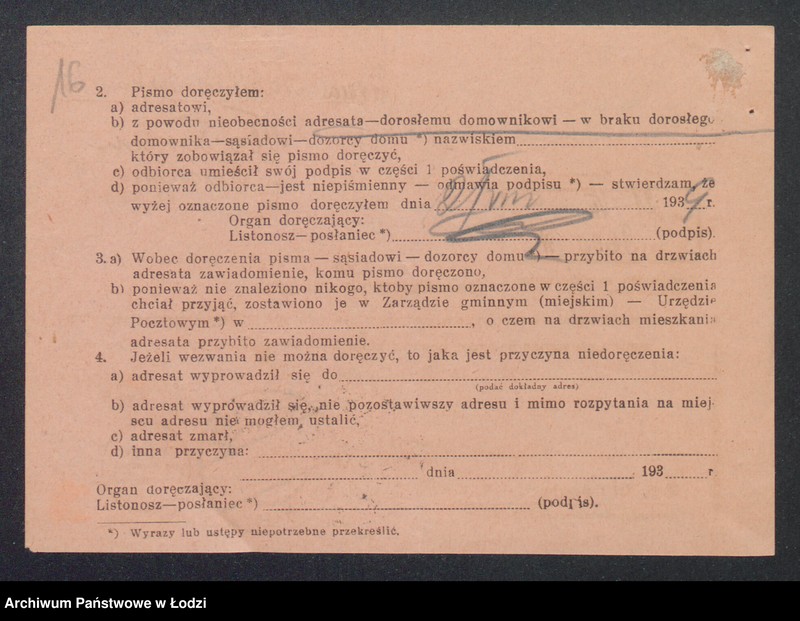 16
2. Pismo doręczyłem:
a) adresatowi,
b) z powodu nieobecności adresata—dorosłemu domownikowi — w braku dorosłego
domownika—sąsiadowi—dozorcy domu *) nazwiskiem
który zobowiązał się pismo doręczyć,
c) odbiorca umieścił swój podpis w części 1 poświadczenia,
d) ponieważ odbiorca—jest niepiśmienny — odmawia podpisu *) — stwierdzam, że
wyżej oznaczone pismo doręczyłem dnia 1939 r.
Organ doręczający:
Listonosz—posłaniec *) (podpis).
3. a) Wobec doręczenia pisma — sąsiadowi — dozorcy domu *) — przybito na drzwiach
adresata zawiadomienie, komu pismo doręczono,
b) ponieważ nie znaleziono nikogo, ktoby pismo oznaczone w części 1 poświadczenia
chciał przyjąć, zostawiono je w Zarządzie gminnym (miejskim) — Urzędzie
Pocztowym *) w , o czem na drzwiach mieszkania
adresata przybito zawiadomienie.
4. Jeżeli wezwania nie można doręczyć, to jaka jest przyczyna niedoręczenia:
a) adresat wyprowadził się do
(podać dokładny adres)
b) adresat wyprowadził się, nie pozostawiwszy adresu i mimo rozpytania na miej-
scu adresu nie mogłem ustalić,
c) adresat zmarł,
d) inna przyczyna:
dnia 193 r
Organ doręczający:
Listonosz—posłaniec *) (podpis).
*) Wyrazy lub ustępy niepotrzebne przekreślić.
Archiwum Państwowe w Łodzi